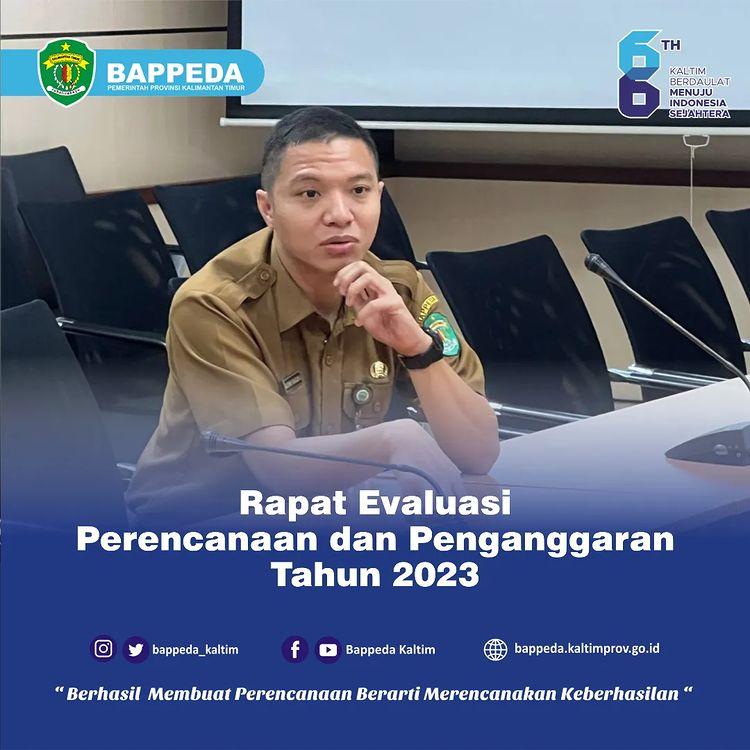 BAPPEDA
PEMERINTAH PROVINSI KALIMANTAN TIMUR
66TH
KALTIM
BERDAULAT
MENUJU
INDONESIA
SEJAHTERA
Rapat Evaluasi
Perencanaan dan Penganggaran
Tahun 2023
bappeda_kaltim
Bappeda Kaltim
bappeda.kaltimprov.go.id
“ Berhasil Membuat Perencanaan Berarti Merencanakan Keberhasilan “